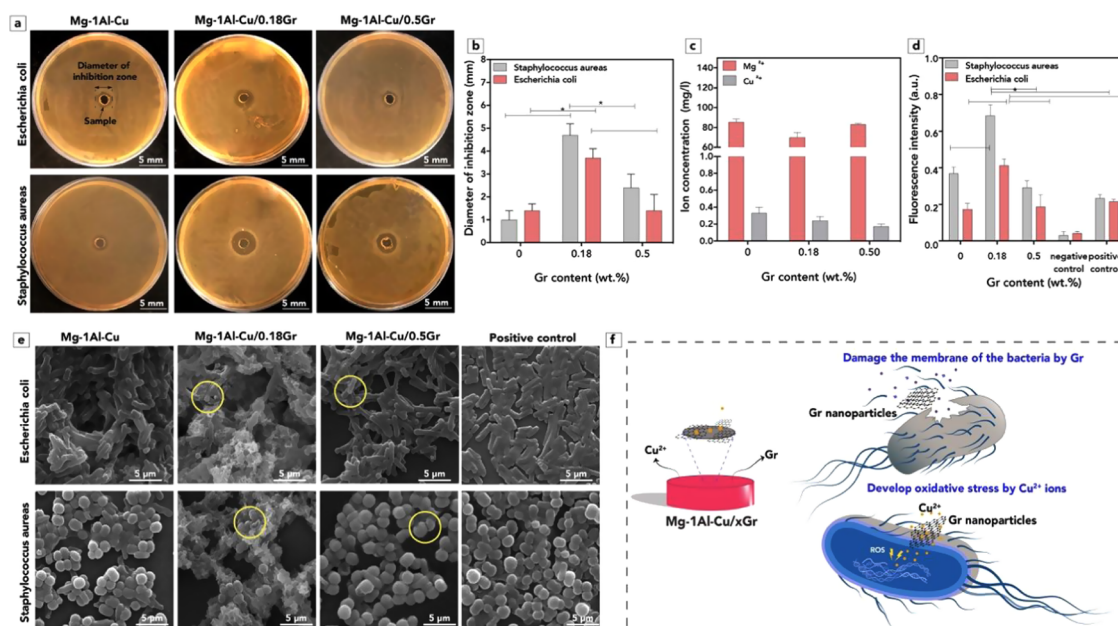 a
Mg-1Al-Cu
Mg-1Al-Cu/0.18Gr
Mg-1Al-Cu/0.5Gr
Escherichia coli
Diameter of
inhibition zone
Sample
5 mm
5 mm
5 mm
Staphylococcus aureas
5 mm
5 mm
5 mm
b
Diameter of inhibition zone (mm)
8
7
6
5
4
3
2
1
0
Staphylococcus aureas
Escherichia coli
*
*
0
0.18
0.5
Gr content (wt.%)
c
Ion concentration (mg/l)
140
120
100
80
60
1.0
0.8
0.6
0.4
0.2
0.0
Mg
Cu
0
0.18
0.50
Gr content (wt.%)
d
Fluorescence intensity (a.u.)
1.0
0.8
0.6
0.4
0.2
0.0
Staphylococcus aureas
Escherichia coli
*
0
0.18
0.5
negative
control
positive
control
Gr content (wt.%)
e
Mg-1Al-Cu
Mg-1Al-Cu/0.18Gr
Mg-1Al-Cu/0.5Gr
Positive control
Escherichia coli
5 µm
5 µm
5 µm
5 µm
Staphylococcus aureas
5 µm
5 µm
5 µm
5 µm
f
Damage the membrane of the bacteria by Gr
Gr nanoparticles
Cu²⁺
Gr
Mg-1Al-Cu/xGr
Develop oxidative stress by Cu²⁺ ions
Cu²⁺
Gr nanoparticles
ROS